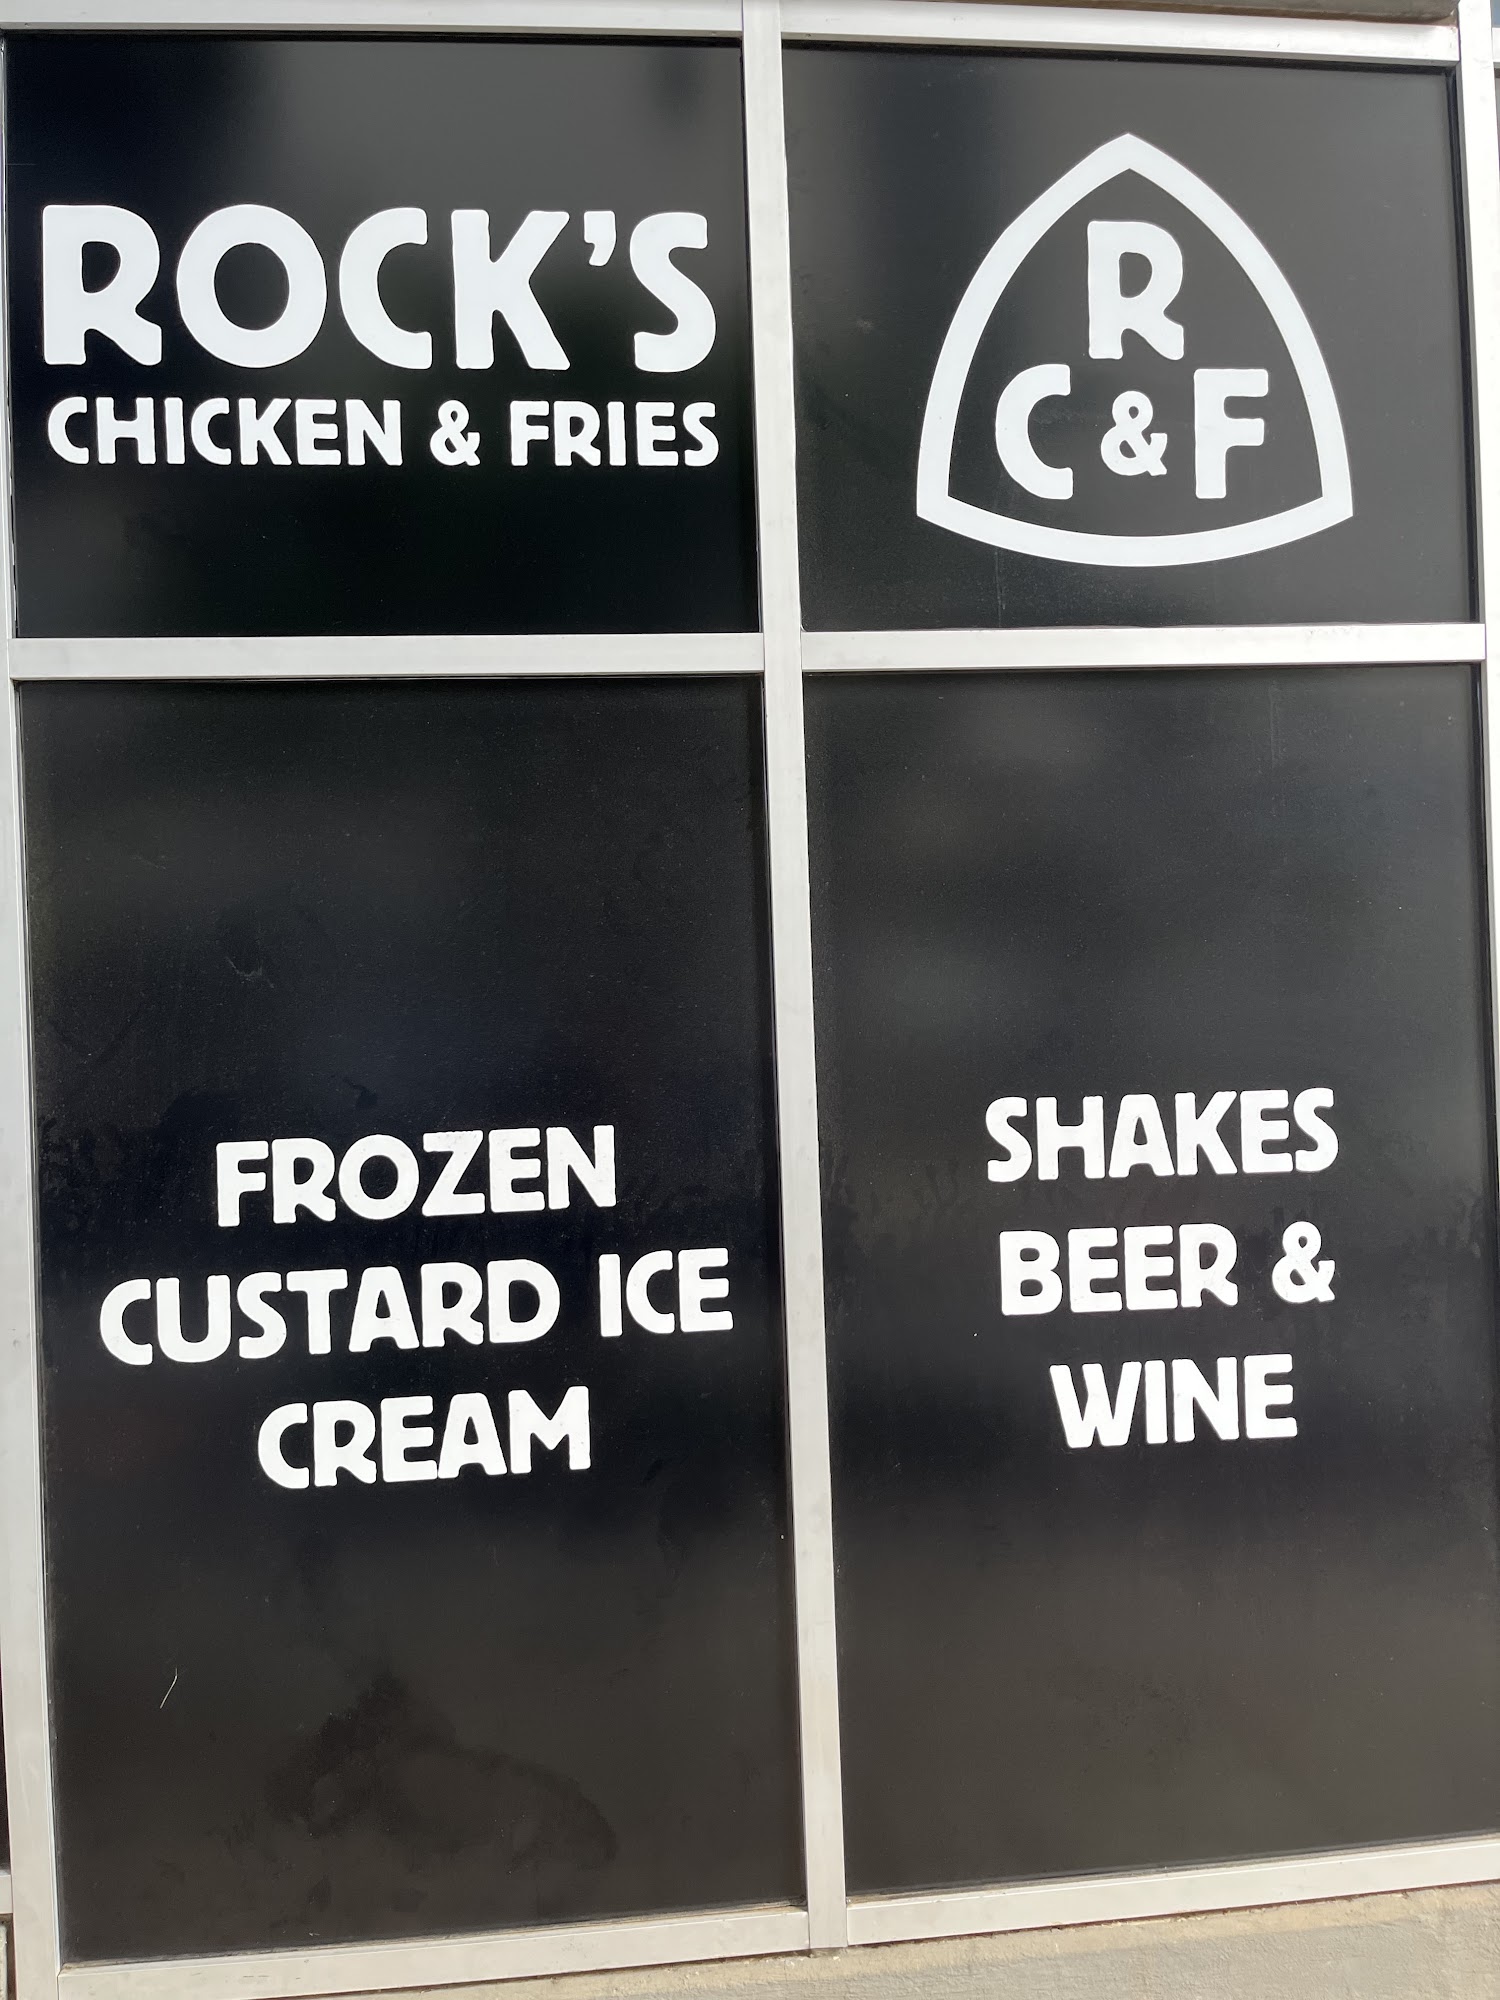 ROCK'S
CHICKEN & FRIES
R
C & F
FROZEN
CUSTARD ICE
CREAM
SHAKES
BEER &
WINE